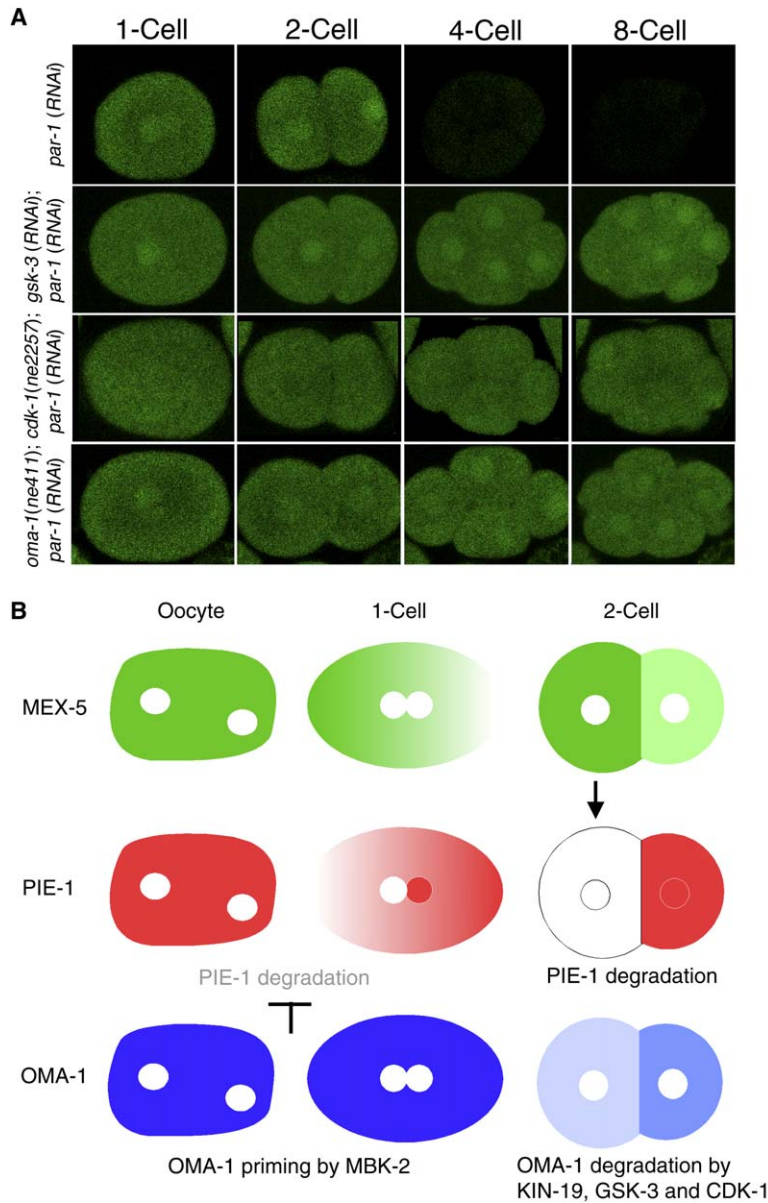 A
1-Cell 2-Cell 4-Cell 8-Cell
par-1 (RNAi)
gsk-3 (RNAi);
par-1 (RNAi)
cdk-1(ne2257);
par-1 (RNAi)
oma-1(ne411);
par-1 (RNAi)
B
Oocyte 1-Cell 2-Cell
MEX-5
PIE-1
PIE-1 degradation PIE-1 degradation
OMA-1
OMA-1 priming by MBK-2
OMA-1 degradation by
KIN-19, GSK-3 and CDK-1